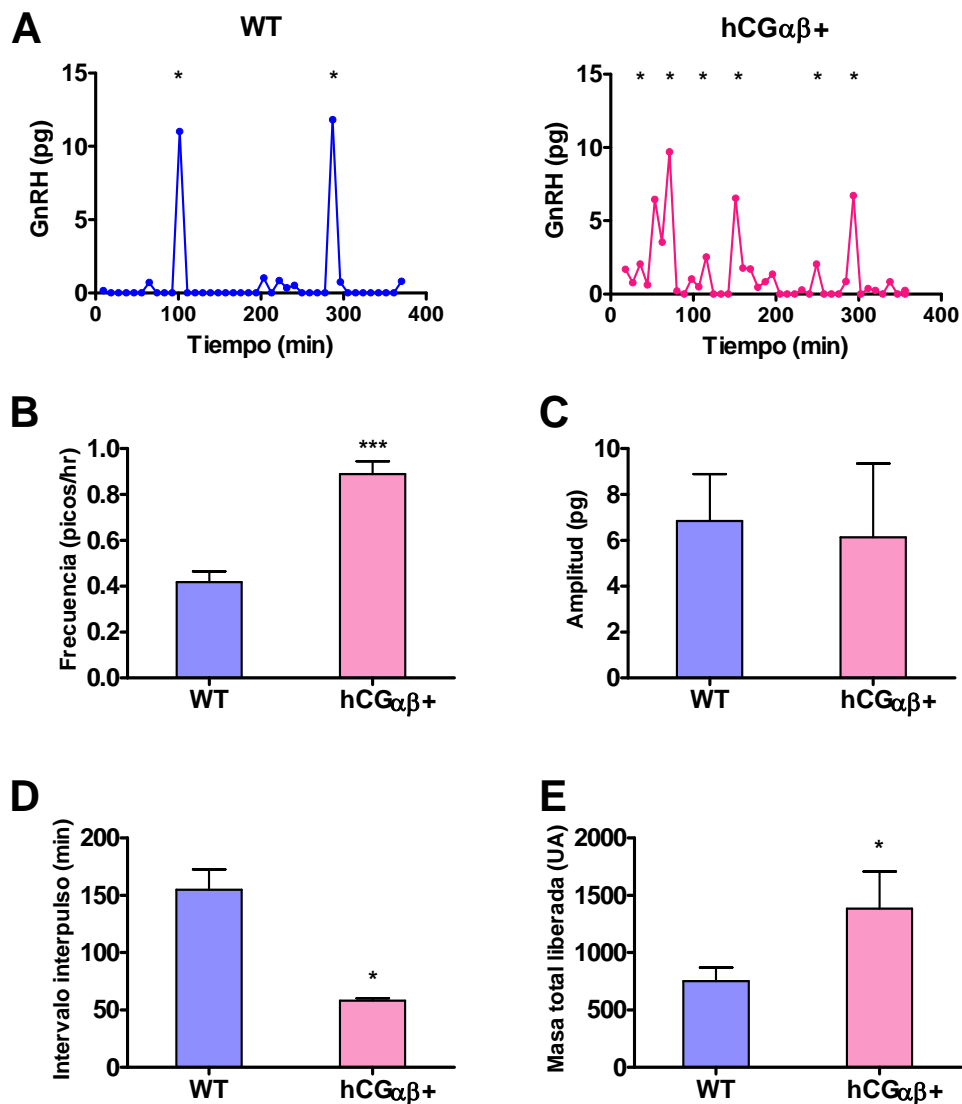 A
WT
hCGαβ+
* *
* * * * * *
15
10
5
0
GnRH (pg)
0 100 200 300 400
Tiempo (min)
15
10
5
0
GnRH (pg)
0 100 200 300 400
Tiempo (min)
B
1.0
0.8
0.6
0.4
0.2
0.0
Frecuencia (picos/hr)
***
WT hCGαβ+
C
10
8
6
4
2
0
Amplitud (pg)
WT hCGαβ+
D
200
150
100
50
0
Intervalo interpulso (min)
*
WT hCGαβ+
E
2000
1500
1000
500
0
Masa total liberada (UA)
*
WT hCGαβ+